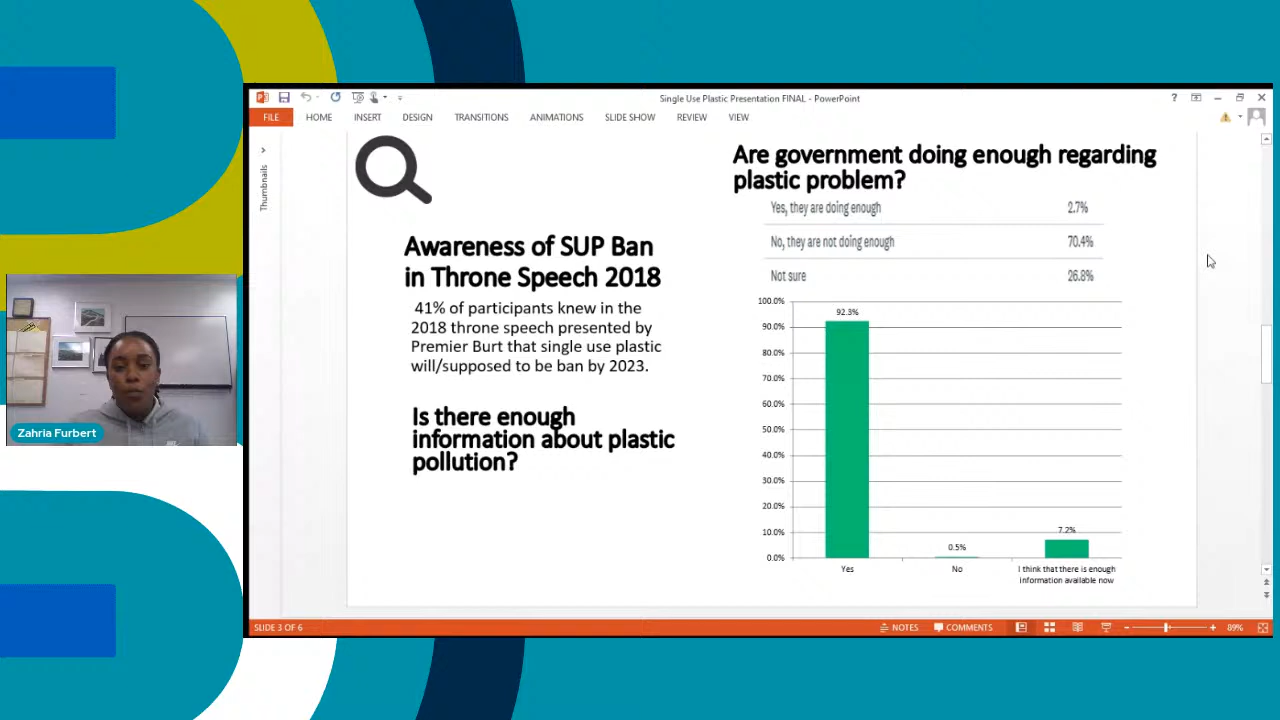 Single Use Plastic Presentation FINAL - PowerPoint
?
FILE
HOME
INSERT
DESIGN
TRANSITIONS
ANIMATIONS
SLIDE SHOW
REVIEW
VIEW
Thumbnails
Awareness of SUP Ban
in Throne Speech 2018
41% of participants knew in the
2018 throne speech presented by
Premier Burt that single use plastic
will/supposed to be ban by 2023.
Is there enough
information about plastic
pollution?
Are government doing enough regarding
plastic problem?
Yes, they are doing enough 2.7%
No, they are not doing enough 70.4%
Not sure 26.8%
100.0%
90.0%
80.0%
70.0%
60.0%
50.0%
40.0%
30.0%
20.0%
10.0%
0.0%
92.3%
0.5%
7.2%
Yes
No
I think that there is enough
information available now
Zahria Furbert
SLIDE 3 OF 6
NOTES
COMMENTS
89%